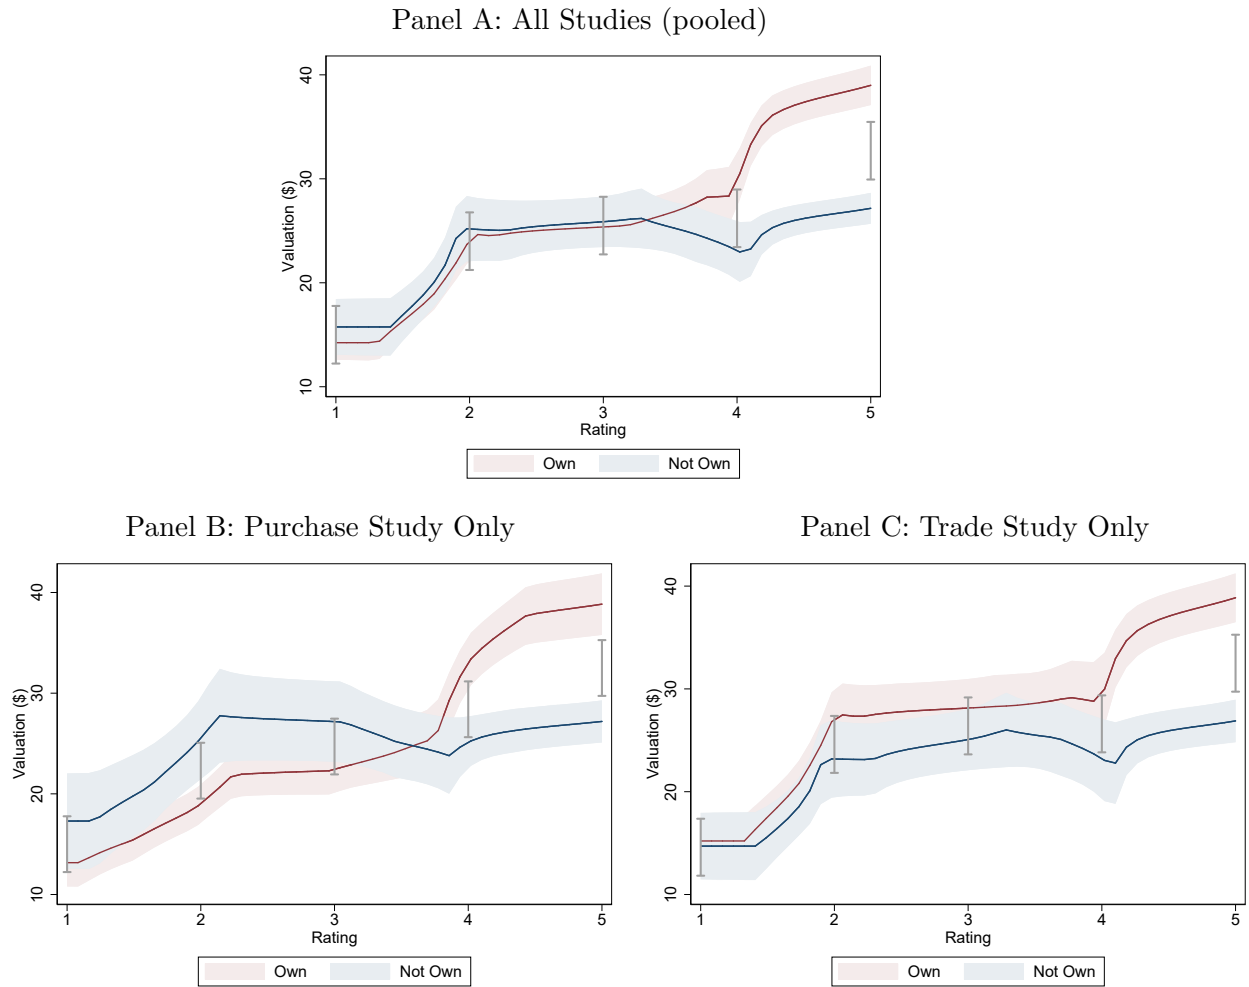 Panel A: All Studies (pooled)
40
30
20
10
Valuation ($)
1 2 3 4 5
Rating
Own Not Own
Panel B: Purchase Study Only
40
30
20
10
Valuation ($)
1 2 3 4 5
Rating
Own Not Own
Panel C: Trade Study Only
40
30
20
10
Valuation ($)
1 2 3 4 5
Rating
Own Not Own